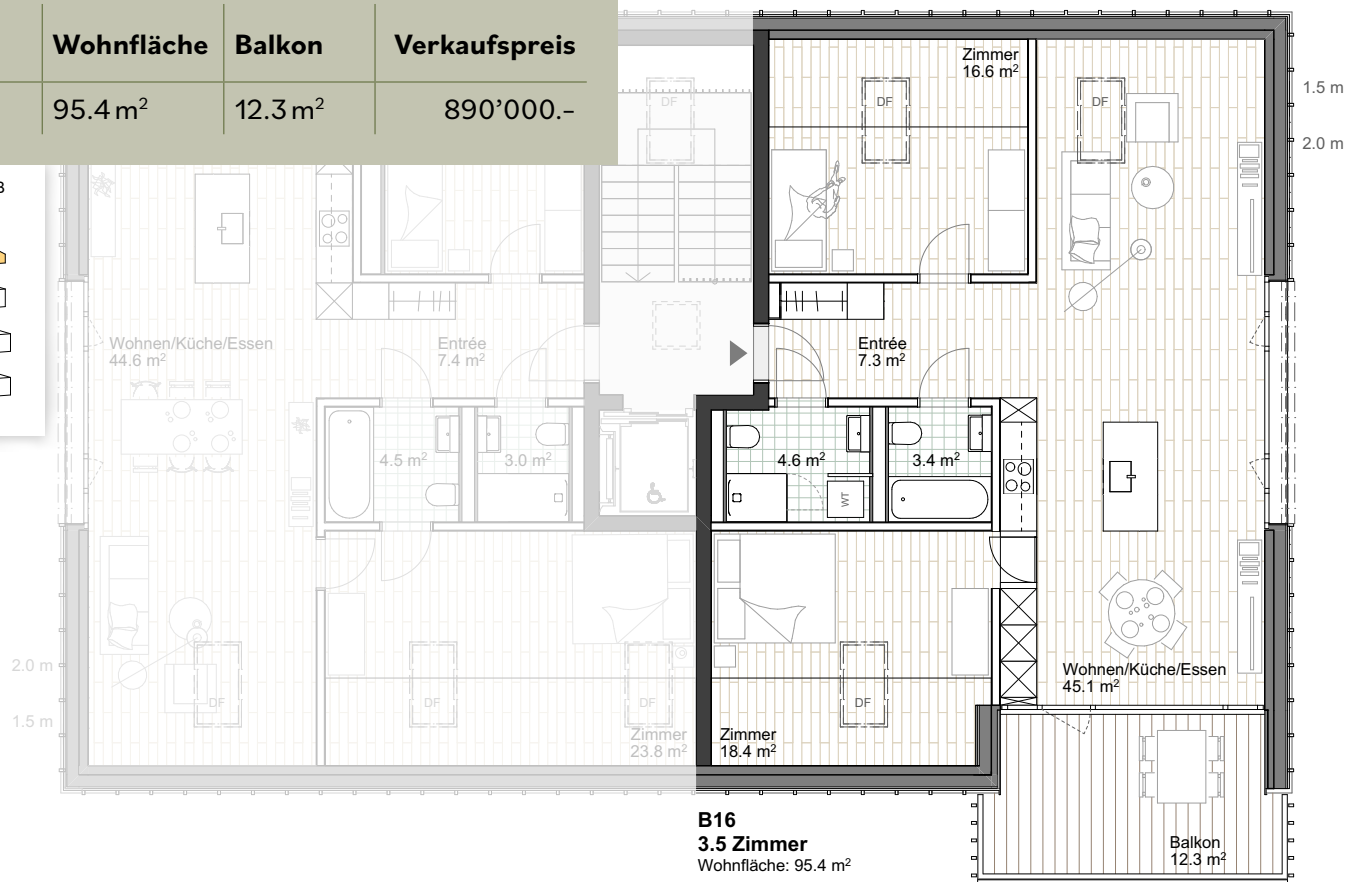 Wohnfläche Balkon Verkaufspreis
95.4 m² 12.3 m² 890’000.–
DF
Zimmer
16.6 m²
DF
DF
1.5 m
2.0 m
Wohnen/Küche/Essen
44.6 m²
Entrée
7.4 m²
Entrée
7.3 m²
4.5 m²
3.0 m²
4.6 m²
3.4 m²
WT
2.0 m
1.5 m
DF
DF
DF
DF
Zimmer
23.8 m²
Zimmer
18.4 m²
Wohnen/Küche/Essen
45.1 m²
B16
3.5 Zimmer
Wohnfläche: 95.4 m²
Balkon
12.3 m²